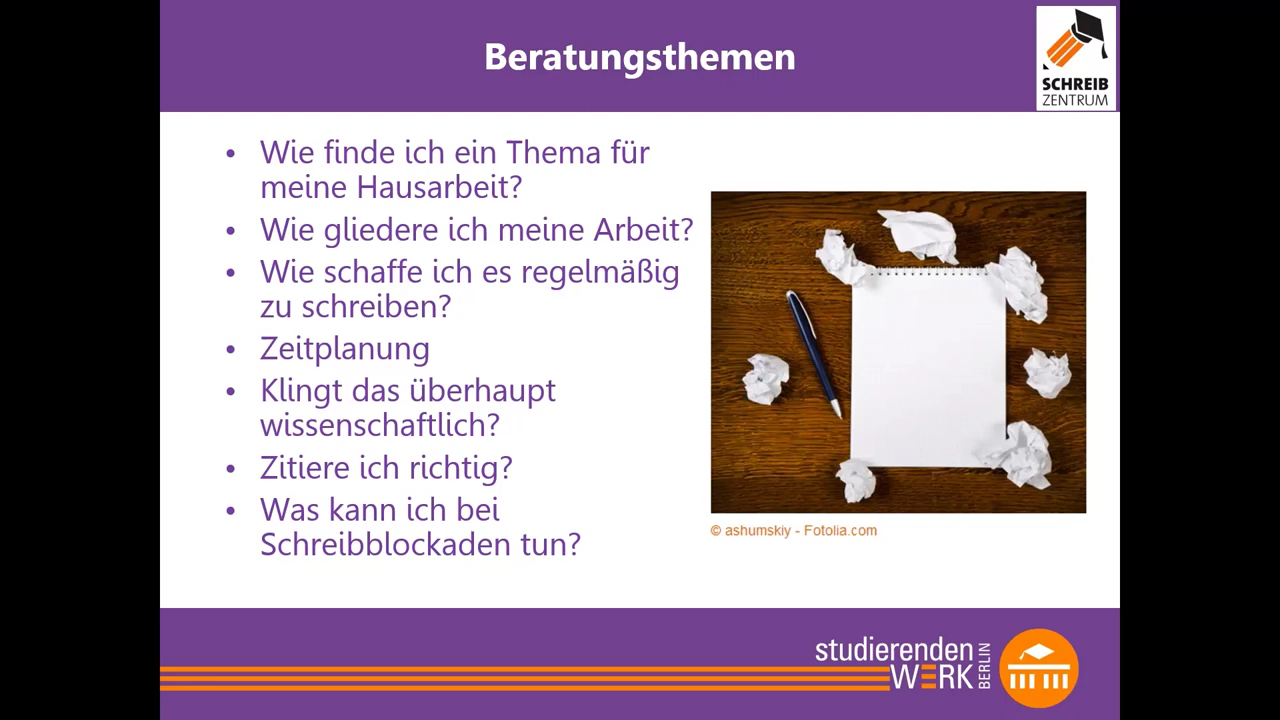 Beratungsthemen
SCHREIB
ZENTRUM
• Wie finde ich ein Thema für
meine Hausarbeit?
• Wie gliedere ich meine Arbeit?
• Wie schaffe ich es regelmäßig
zu schreiben?
• Zeitplanung
• Klingt das überhaupt
wissenschaftlich?
• Zitiere ich richtig?
• Was kann ich bei
Schreibblockaden tun?
© ashumskiy - Fotolia.com
studierenden
WERK
BERLIN